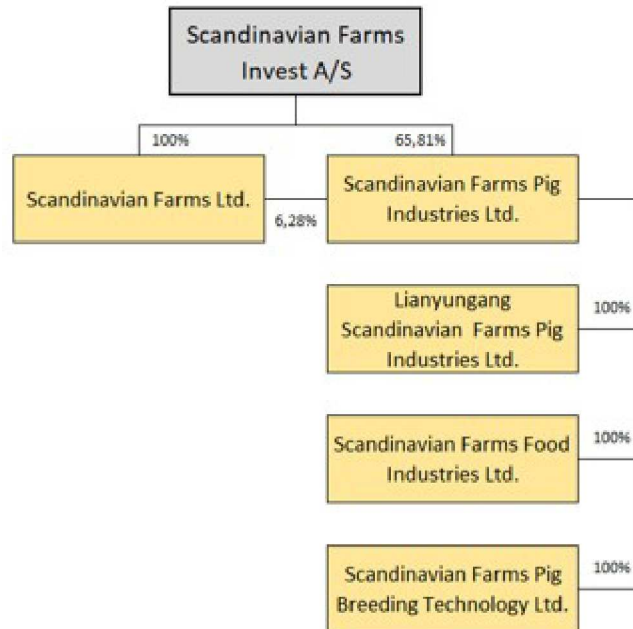 Scandinavian Farms
Invest A/S
100%
65,81%
Scandinavian Farms Ltd.
6,28%
Scandinavian Farms Pig
Industries Ltd.
Lianyungang
Scandinavian Farms Pig
Industries Ltd.
100%
Scandinavian Farms Food
Industries Ltd.
100%
Scandinavian Farms Pig
Breeding Technology Ltd.
100%